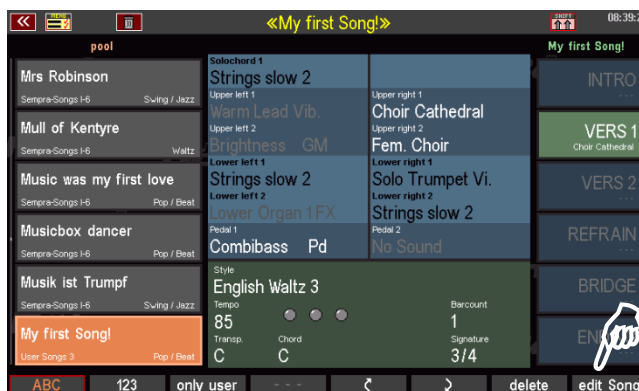 MENU
«My first Song!»
SHIFT
08:39:2
pool
My first Song!
Mrs Robinson
Sempra-Songs I-6 Swing / Jazz
Mull of Kentyre
Sempra-Songs I-6 Waltz
Music was my first love
Sempra-Songs I-6 Pop / Beat
Musicbox dancer
Sempra-Songs I-6 Pop / Beat
Musik ist Trumpf
Sempra-Songs I-6 Swing / Jazz
My first Song!
User Songs 3 Pop / Beat
Solochord 1
Strings slow 2
Upper left 1
Warm Lead Vib.
Upper right 1
Choir Cathedral
Upper left 2
Brightness GM
Upper right 2
Fem. Choir
Lower left 1
Strings slow 2
Lower right 1
Solo Trumpet Vi.
Lower left 2
Lower Organ 1FX
Lower right 2
Strings slow 2
Pedal 1
Combibass Pd
Pedal 2
No Sound
Style
English Waltz 3
Tempo
85
Barcount
1
Transp.
C
Chord
C
Signature
3/4
INTRO
VERS 1
Choir Cathedral
VERS 2
- - -
REFRAIN
- - -
BRIDGE
- - -
ABC 123 only user - - - delete edit Song